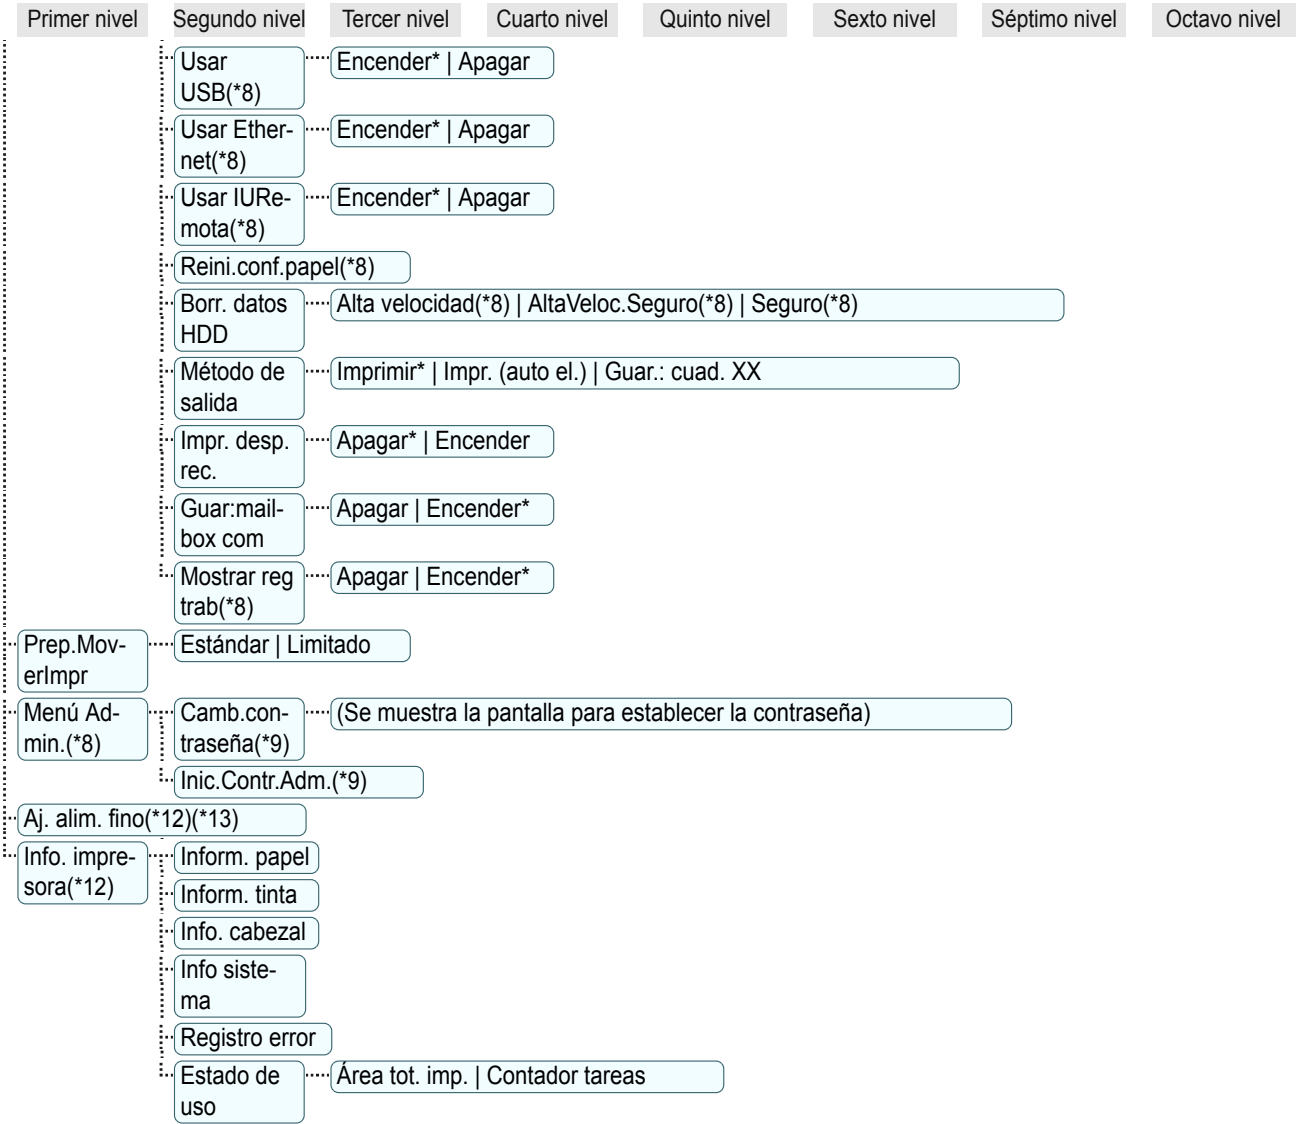 Primer nivel Segundo nivel Tercer nivel Cuarto nivel Quinto nivel Sexto nivel Séptimo nivel Octavo nivel
Usar Encender* | Apagar
USB(*8)
Usar Ether- Encender* | Apagar
net(*8)
Usar IURe- Encender* | Apagar
mota(*8)
Reini.conf.papel(*8)
Borr. datos Alta velocidad(*8) | AltaVeloc.Seguro(*8) | Seguro(*8)
HDD
Método de Imprimir* | Impr. (auto el.) | Guar.: cuad. XX
salida
Impr. desp. Apagar* | Encender
rec.
Guar:mail- Apagar | Encender*
box com
Mostrar reg Apagar | Encender*
trab(*8)
Prep.Mov- Estándar | Limitado
erImpr
Menú Ad- Camb.con- (Se muestra la pantalla para establecer la contraseña)
min.(*8) traseña(*9)
Inic.Contr.Adm.(*9)
Aj. alim. fino(*12)(*13)
Info. impre- Inform. papel
sora(*12) Inform. tinta
Info. cabezal
Info siste-
ma
Registro error
Estado de Área tot. imp. | Contador tareas
uso